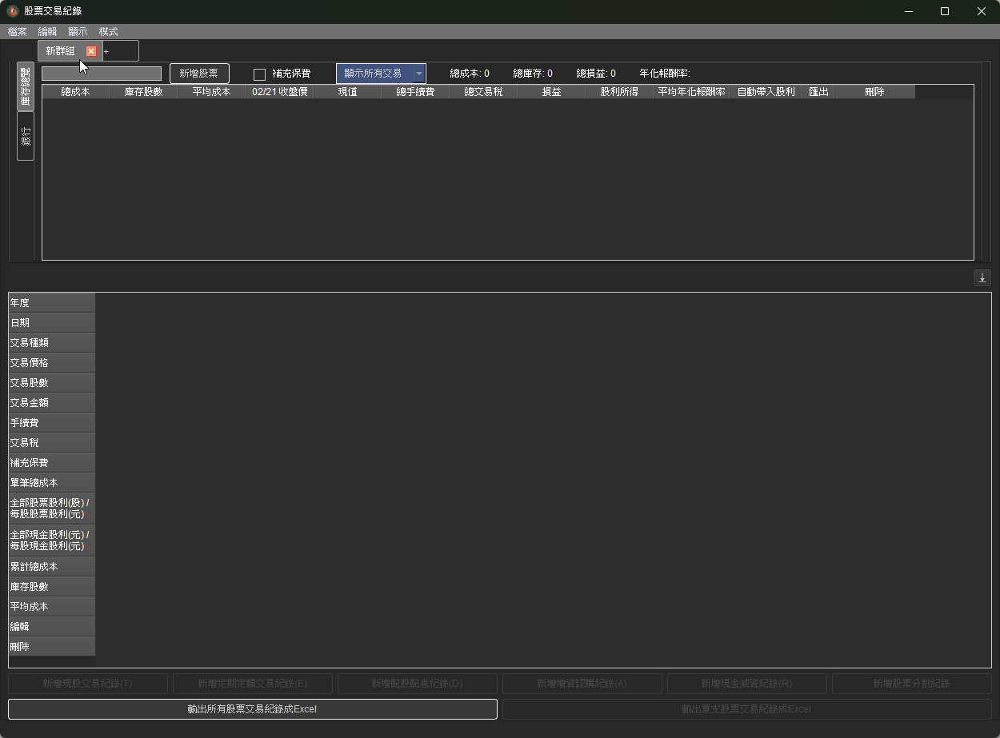 股票交易紀錄
檔案 編輯 顯示 模式
新群組 +
庫存總覽
銀行
新增股票 補充保費 顯示所有交易 總成本: 0 總庫存: 0 總損益: 0 年化報酬率:
總成本 庫存股數 平均成本 02/21 收盤價 現值 總手續費 總交易稅 損益 股利所得 平均年化報酬率 自動帶入股利 匯出 刪除
年度
日期
交易種類
交易價格
交易股數
交易金額
手續費
交易稅
補充保費
單筆總成本
全部股票股利(股) /
每股股票股利(元)
全部現金股利(元) /
每股現金股利(元)
累計總成本
庫存股數
平均成本
編輯
刪除
新增現股交易紀錄(T) 新增定期定額交易紀錄(E) 新增配股配息紀錄(D) 新增增資認購紀錄(A) 新增現金減資紀錄(R) 新增股票分割紀錄
輸出所有股票交易紀錄成Excel 輸出單支股票交易紀錄成Excel